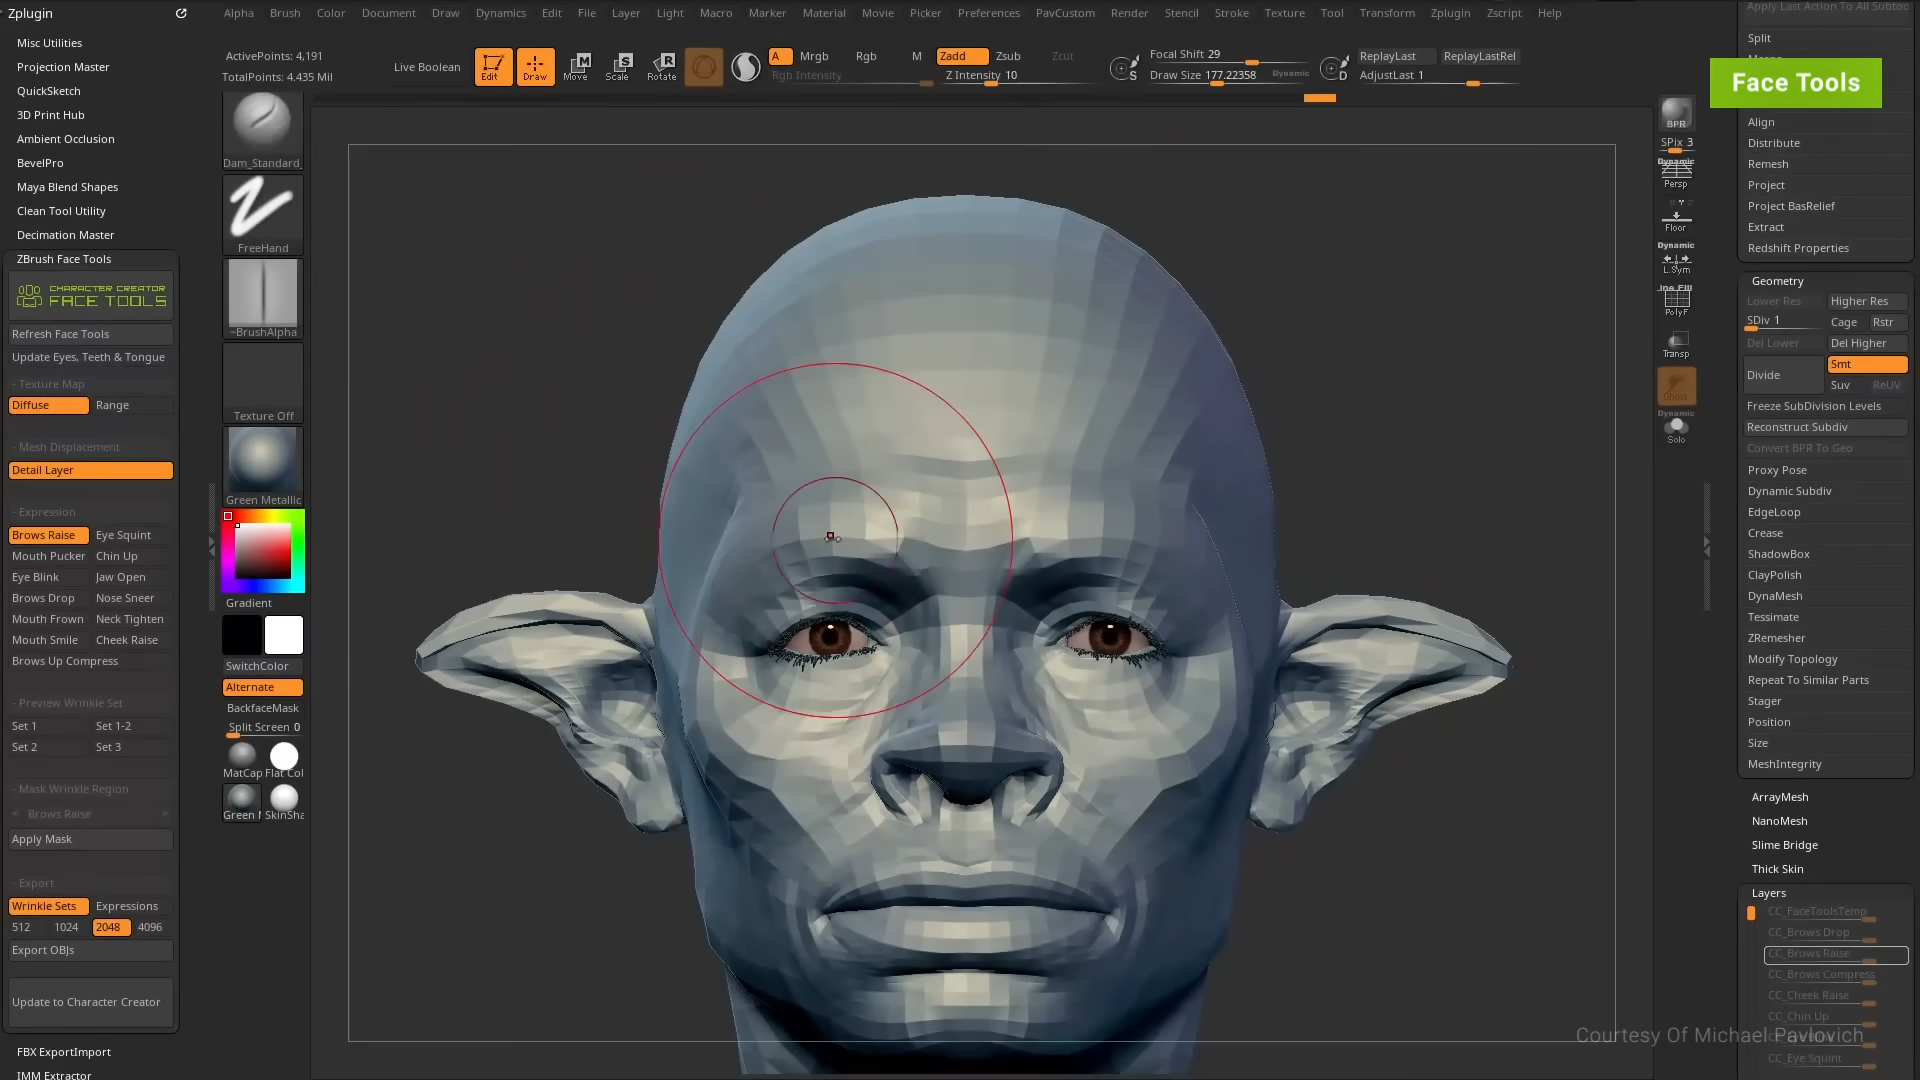 Zplugin
Alpha Brush Color Document Draw Dynamics Edit File Layer Light Macro Marker Material Movie Picker Preferences PavCustom Render Stencil Stroke Texture Tool Transform Zplugin Zscript Help
Apply Last Action To All Subtoo
Misc Utilities
Projection Master
QuickSketch
3D Print Hub
Ambient Occlusion
BevelPro
Maya Blend Shapes
Clean Tool Utility
Decimation Master
ZBrush Face Tools
CHARACTER CREATOR
FACE TOOLS
Refresh Face Tools
Update Eyes, Teeth & Tongue
- Texture Map
Diffuse Range
- Mesh Displacement
Detail Layer
- Expression
Brows Raise Eye Squint
Mouth Pucker Chin Up
Eye Blink Jaw Open
Brows Drop Nose Sneer
Mouth Frown Neck Tighten
Mouth Smile Cheek Raise
Brows Up Compress
- Preview Wrinkle Set
Set 1 Set 1-2
Set 2 Set 3
- Mask Wrinkle Region
< Brows Raise >
Apply Mask
- Export
Wrinkle Sets Expressions
512 1024 2048 4096
Export OBJs
Update to Character Creator
FBX ExportImport
IMM Extractor
ActivePoints: 4,191
TotalPoints: 4.435 Mil
Live Boolean
Edit Draw Move Scale Rotate
A Mrgb Rgb M
Rgb Intensity
Zadd Zsub Zcut
Z Intensity 10
S
Focal Shift 29
Draw Size 177.22358 Dynamic
D
ReplayLast ReplayLastRel
AdjustLast 1
Dam_Standard_
FreeHand
~BrushAlpha
Texture Off
Green Metallic
Gradient
SwitchColor
Alternate
BackfaceMask
Split Screen 0
MatCap Flat Col
Green M SkinSha
BPR
SPix 3
Dynamic
Persp
Floor
Dynamic
L.Sym
Line Fill
PolyF
Transp
Ghost
Dynamic
Solo
Split
Face Tools
Align
Distribute
Remesh
Project
Project BasRelief
Extract
Redshift Properties
Geometry
Lower Res Higher Res
SDiv 1 Cage Rstr
Del Lower Del Higher
Divide Smt
Suv ReUV
Freeze SubDivision Levels
Reconstruct Subdiv
Convert BPR To Geo
Proxy Pose
Dynamic Subdiv
EdgeLoop
Crease
ShadowBox
ClayPolish
DynaMesh
Tessimate
ZRemesher
Modify Topology
Repeat To Similar Parts
Stager
Position
Size
MeshIntegrity
ArrayMesh
NanoMesh
Slime Bridge
Thick Skin
Layers
CC_FaceToolsTemp
CC_Brows Drop
CC_Brows Raise
CC_Brows Compress
CC_Cheek Raise
CC_Chin Up
Courtesy Of Michael Pavlovich
CC_Eye Squint